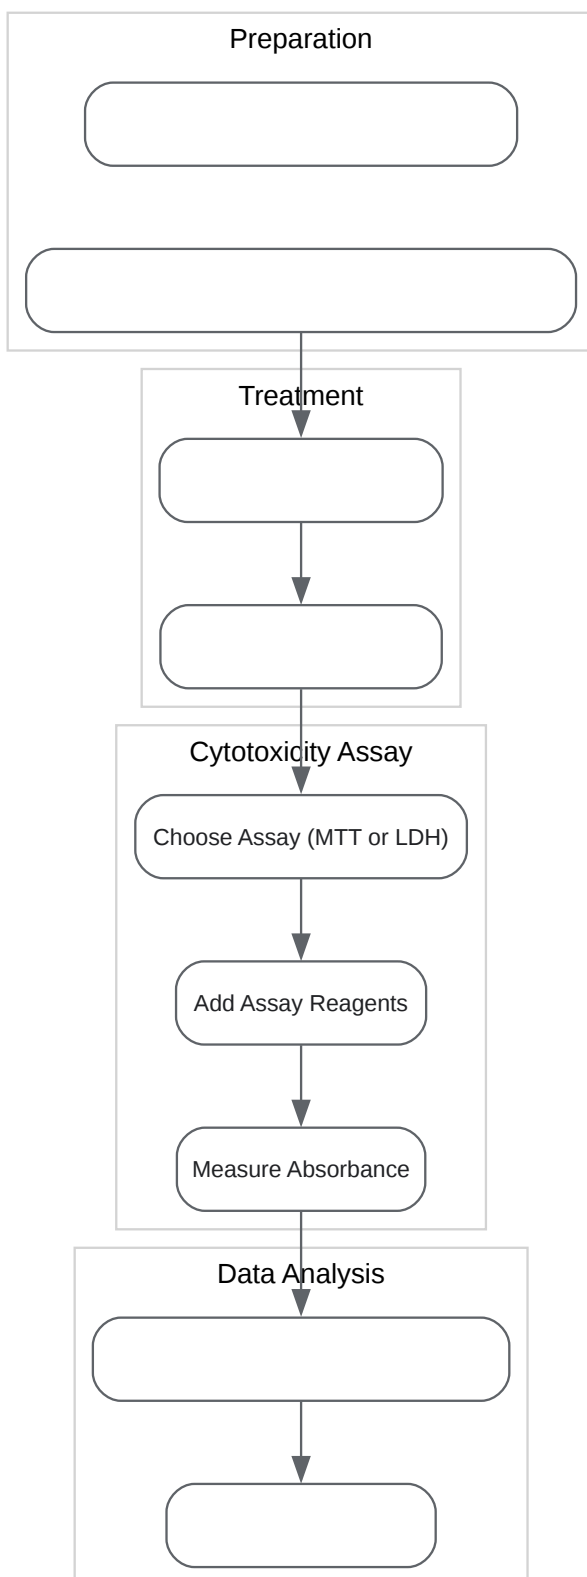 Preparation
Treatment
Cytotoxicity Assay
Choose Assay (MTT or LDH)
Add Assay Reagents
Measure Absorbance
Data Analysis